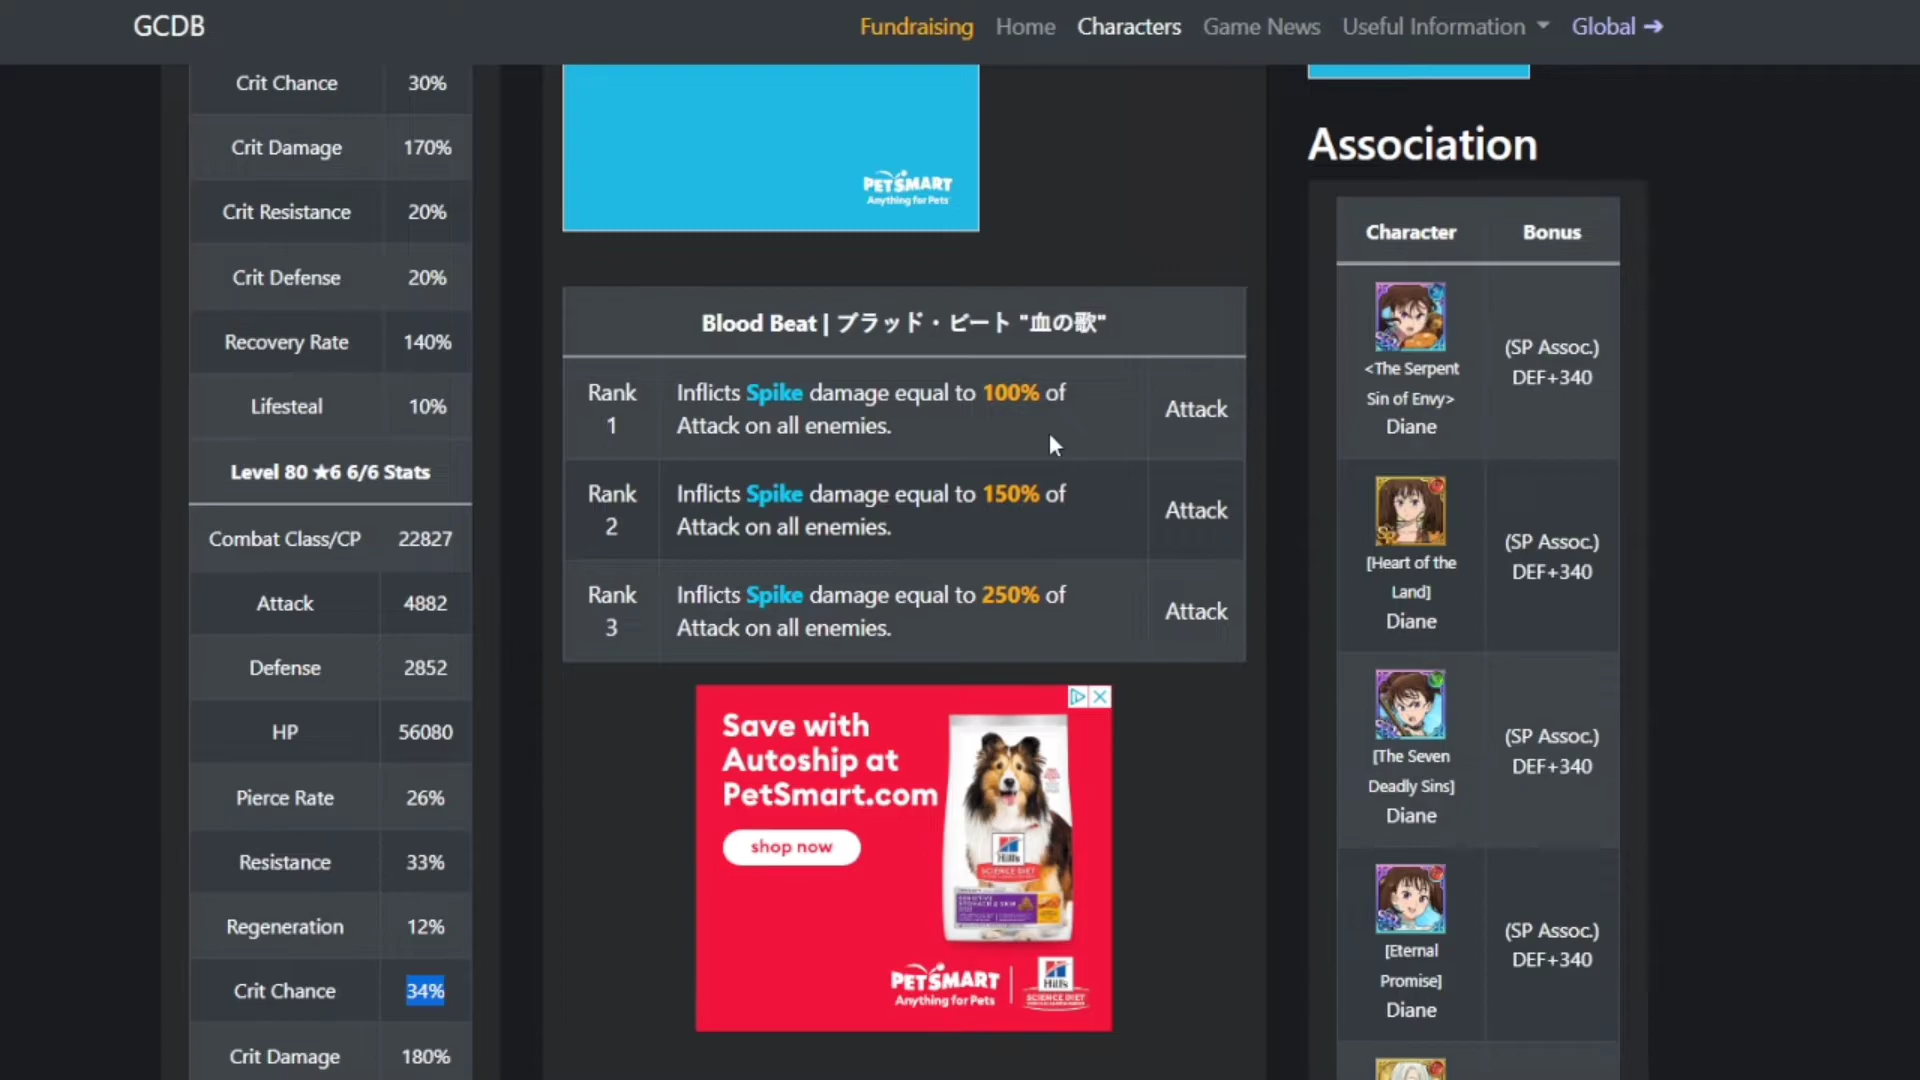 GCDB
Fundraising
Home
Characters
Game News
Useful Information
Global ➔
Crit Chance 30%
Crit Damage 170%
Crit Resistance 20%
Crit Defense 20%
Recovery Rate 140%
Lifesteal 10%
Level 80 ★6 6/6 Stats
Combat Class/CP 22827
Attack 4882
Defense 2852
HP 56080
Pierce Rate 26%
Resistance 33%
Regeneration 12%
Crit Chance 34%
Crit Damage 180%
PETSMART
Anything for Pets
Blood Beat | ブラッド・ビート "血の歌"
Rank
1
Inflicts Spike damage equal to 100% of
Attack on all enemies.
Attack
Rank
2
Inflicts Spike damage equal to 150% of
Attack on all enemies.
Attack
Rank
3
Inflicts Spike damage equal to 250% of
Attack on all enemies.
Attack
Save with
Autoship at
PetSmart.com
shop now
Hill's
SCIENCE DIET
PETSMART
Anything for Pets
Hill's
SCIENCE DIET
Association
Character Bonus
<The Serpent
Sin of Envy>
Diane
(SP Assoc.)
DEF+340
[Heart of the
Land]
Diane
(SP Assoc.)
DEF+340
[The Seven
Deadly Sins]
Diane
(SP Assoc.)
DEF+340
[Eternal
Promise]
Diane
(SP Assoc.)
DEF+340